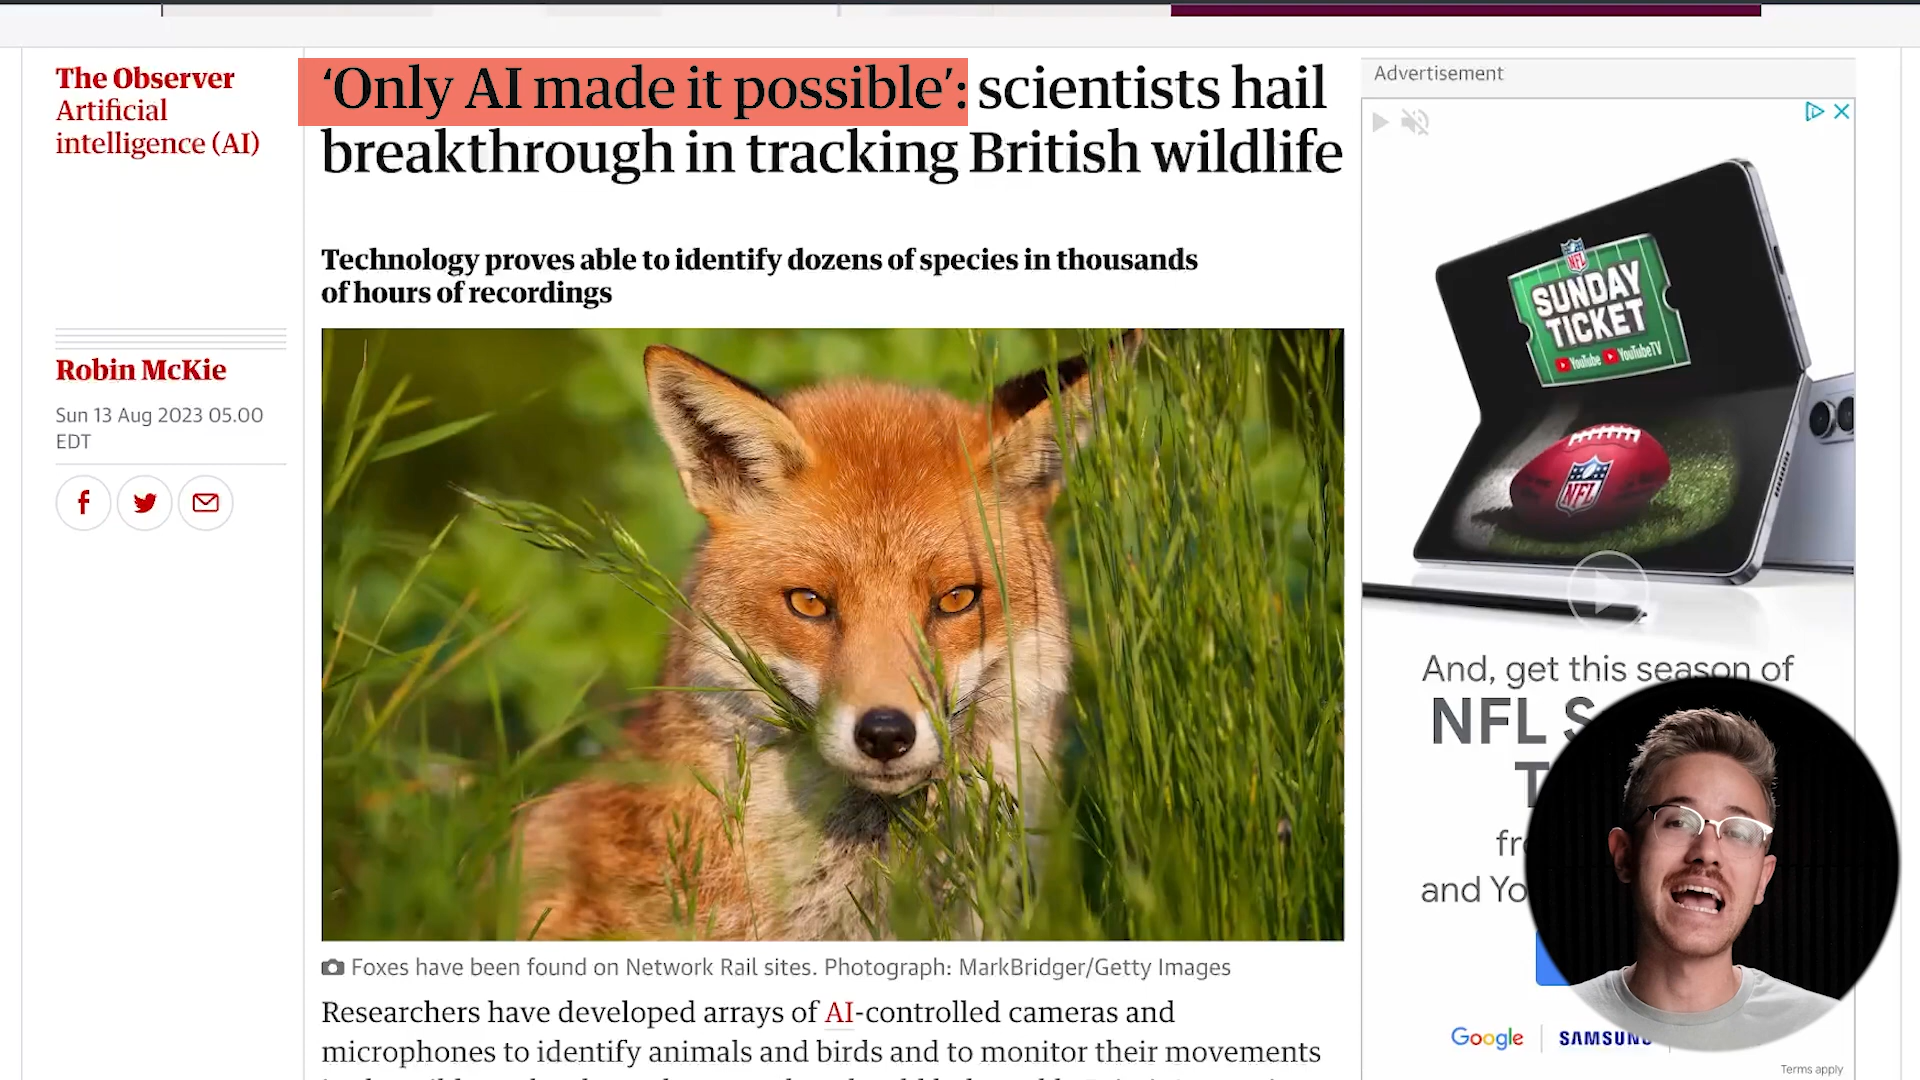 The Observer
Artificial
intelligence (AI)
‘Only AI made it possible’: scientists hail
breakthrough in tracking British wildlife
Technology proves able to identify dozens of species in thousands
of hours of recordings
Robin McKie
Sun 13 Aug 2023 05.00
EDT
Foxes have been found on Network Rail sites. Photograph: MarkBridger/Getty Images
Researchers have developed arrays of AI-controlled cameras and
microphones to identify animals and birds and to monitor their movements
Advertisement
NFL
SUNDAY
TICKET
YouTube YouTubeTV
NFL
And, get this season of
NFL
and
Google SAMSUNG
Terms apply